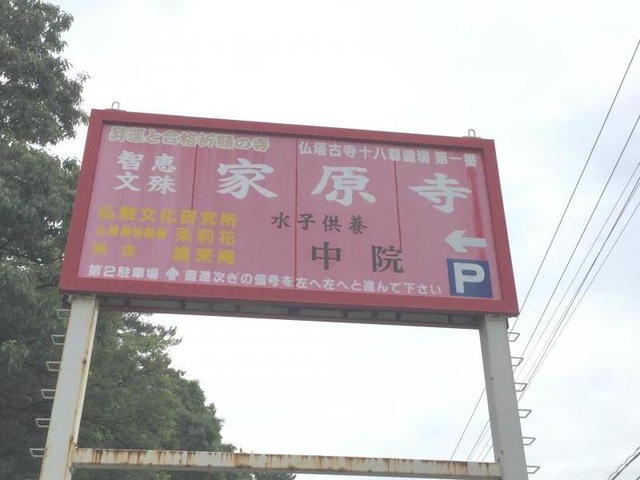 昇運と合格祈願の寺
仏塔古寺十八尊霊場 第一番
智恵
文殊
家原寺
仏教文化研究所
茉莉花
水子供養
中院
P
第2駐車場 ↑ 直進次ぎの信号を左へ左へと進んで下さい